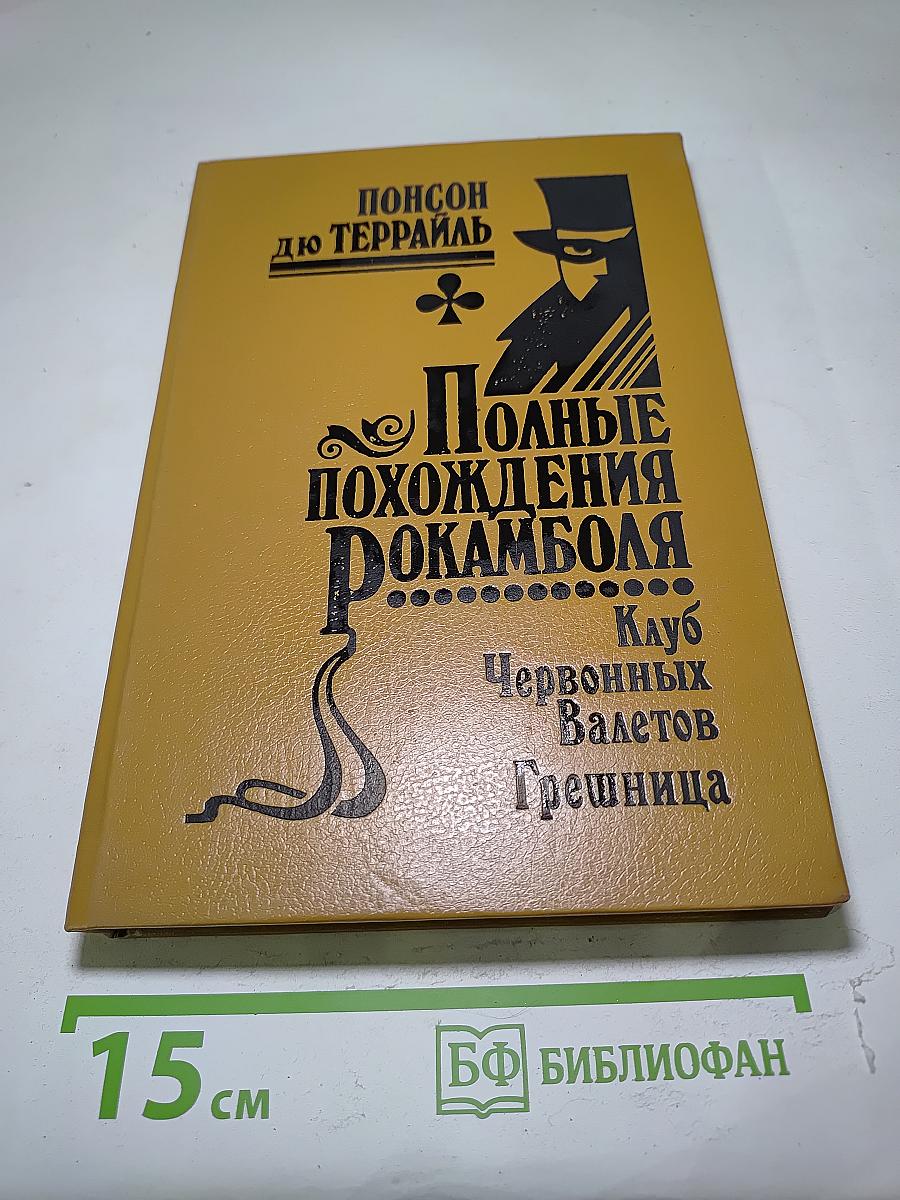 ПОНСОН
дю ТЕРРАЙЛЬ
Полные
похождения
Рокамболя
Клуб
Червонных
Валетов
Грешница
15 см
БФ БИБЛИОФАН